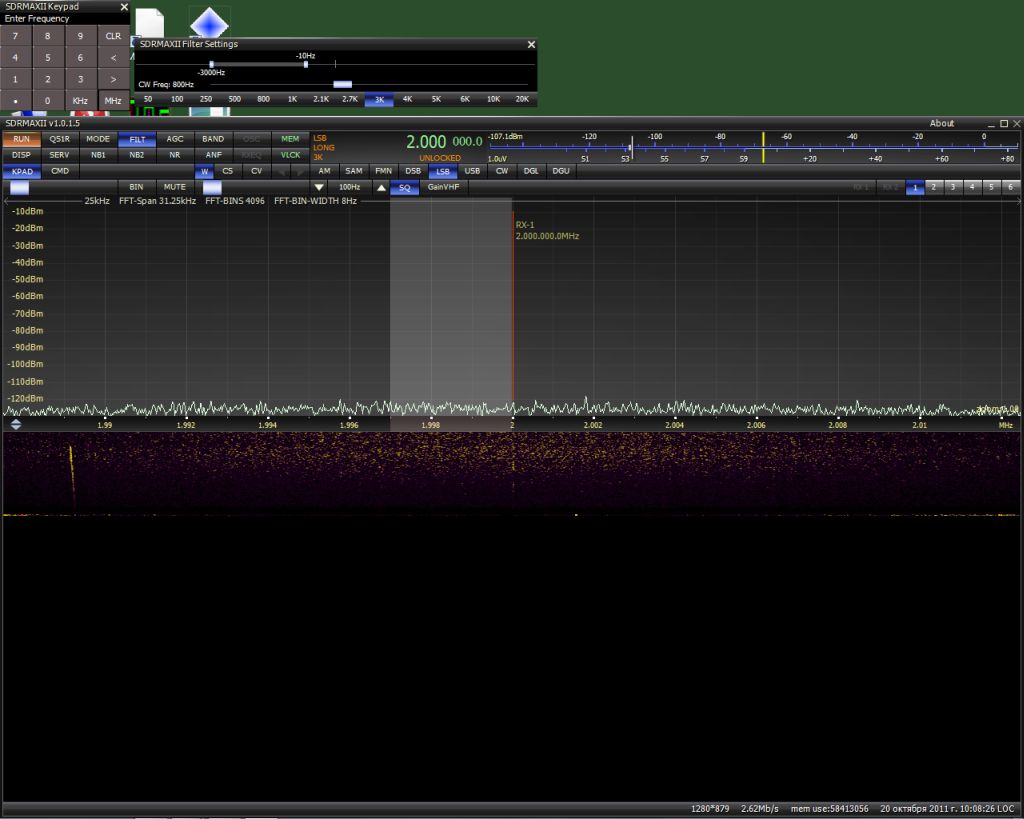 SDRMAXII Keypad
Enter Frequency
7 8 9 CLR
4 5 6 <
1 2 3 >
• 0 KHz MHz
SDRMAXII Filter Settings
-10Hz
-3000Hz
CW Freq: 800Hz
50 100 250 500 800 1K 2.1K 2.7K 3K 4K 5K 6K 10K 20K
SDRMAXII v1.0.1.5 About
RUN QS1R MODE FILT AGC BAND OSC MEM
DISP SERV NB1 NB2 NR ANF RXEQ VLCK
KPAD CMD W CS CV
LSB
LONG
3K
2.000 000.0
UNLOCKED
-107.1dBm -120 -100 -80 -60 -40 -20 0
1.0uV S1 S3 S5 S7 S9 +20 +40 +60 +80
AM SAM FMN DSB LSB USB CW DGL DGU
BIN MUTE 100Hz SQ GainVHF RX 1 RX 2 1 2 3 4 5 6
25kHz FFT-Span 31.25kHz FFT-BINS 4096 FFT-BIN-WIDTH 8Hz
-10dBm
-20dBm
-30dBm
-40dBm
-50dBm
-60dBm
-70dBm
-80dBm
-90dBm
-100dBm
-110dBm
-120dBm
RX-1
2.000.000.0MHz
1.99 1.992 1.994 1.996 1.998 2 2.002 2.004 2.006 2.008 2.01 MHz
1280*879 2.62Mb/s mem use:58413056 20 октября 2011 г. 10:08:26 LOC